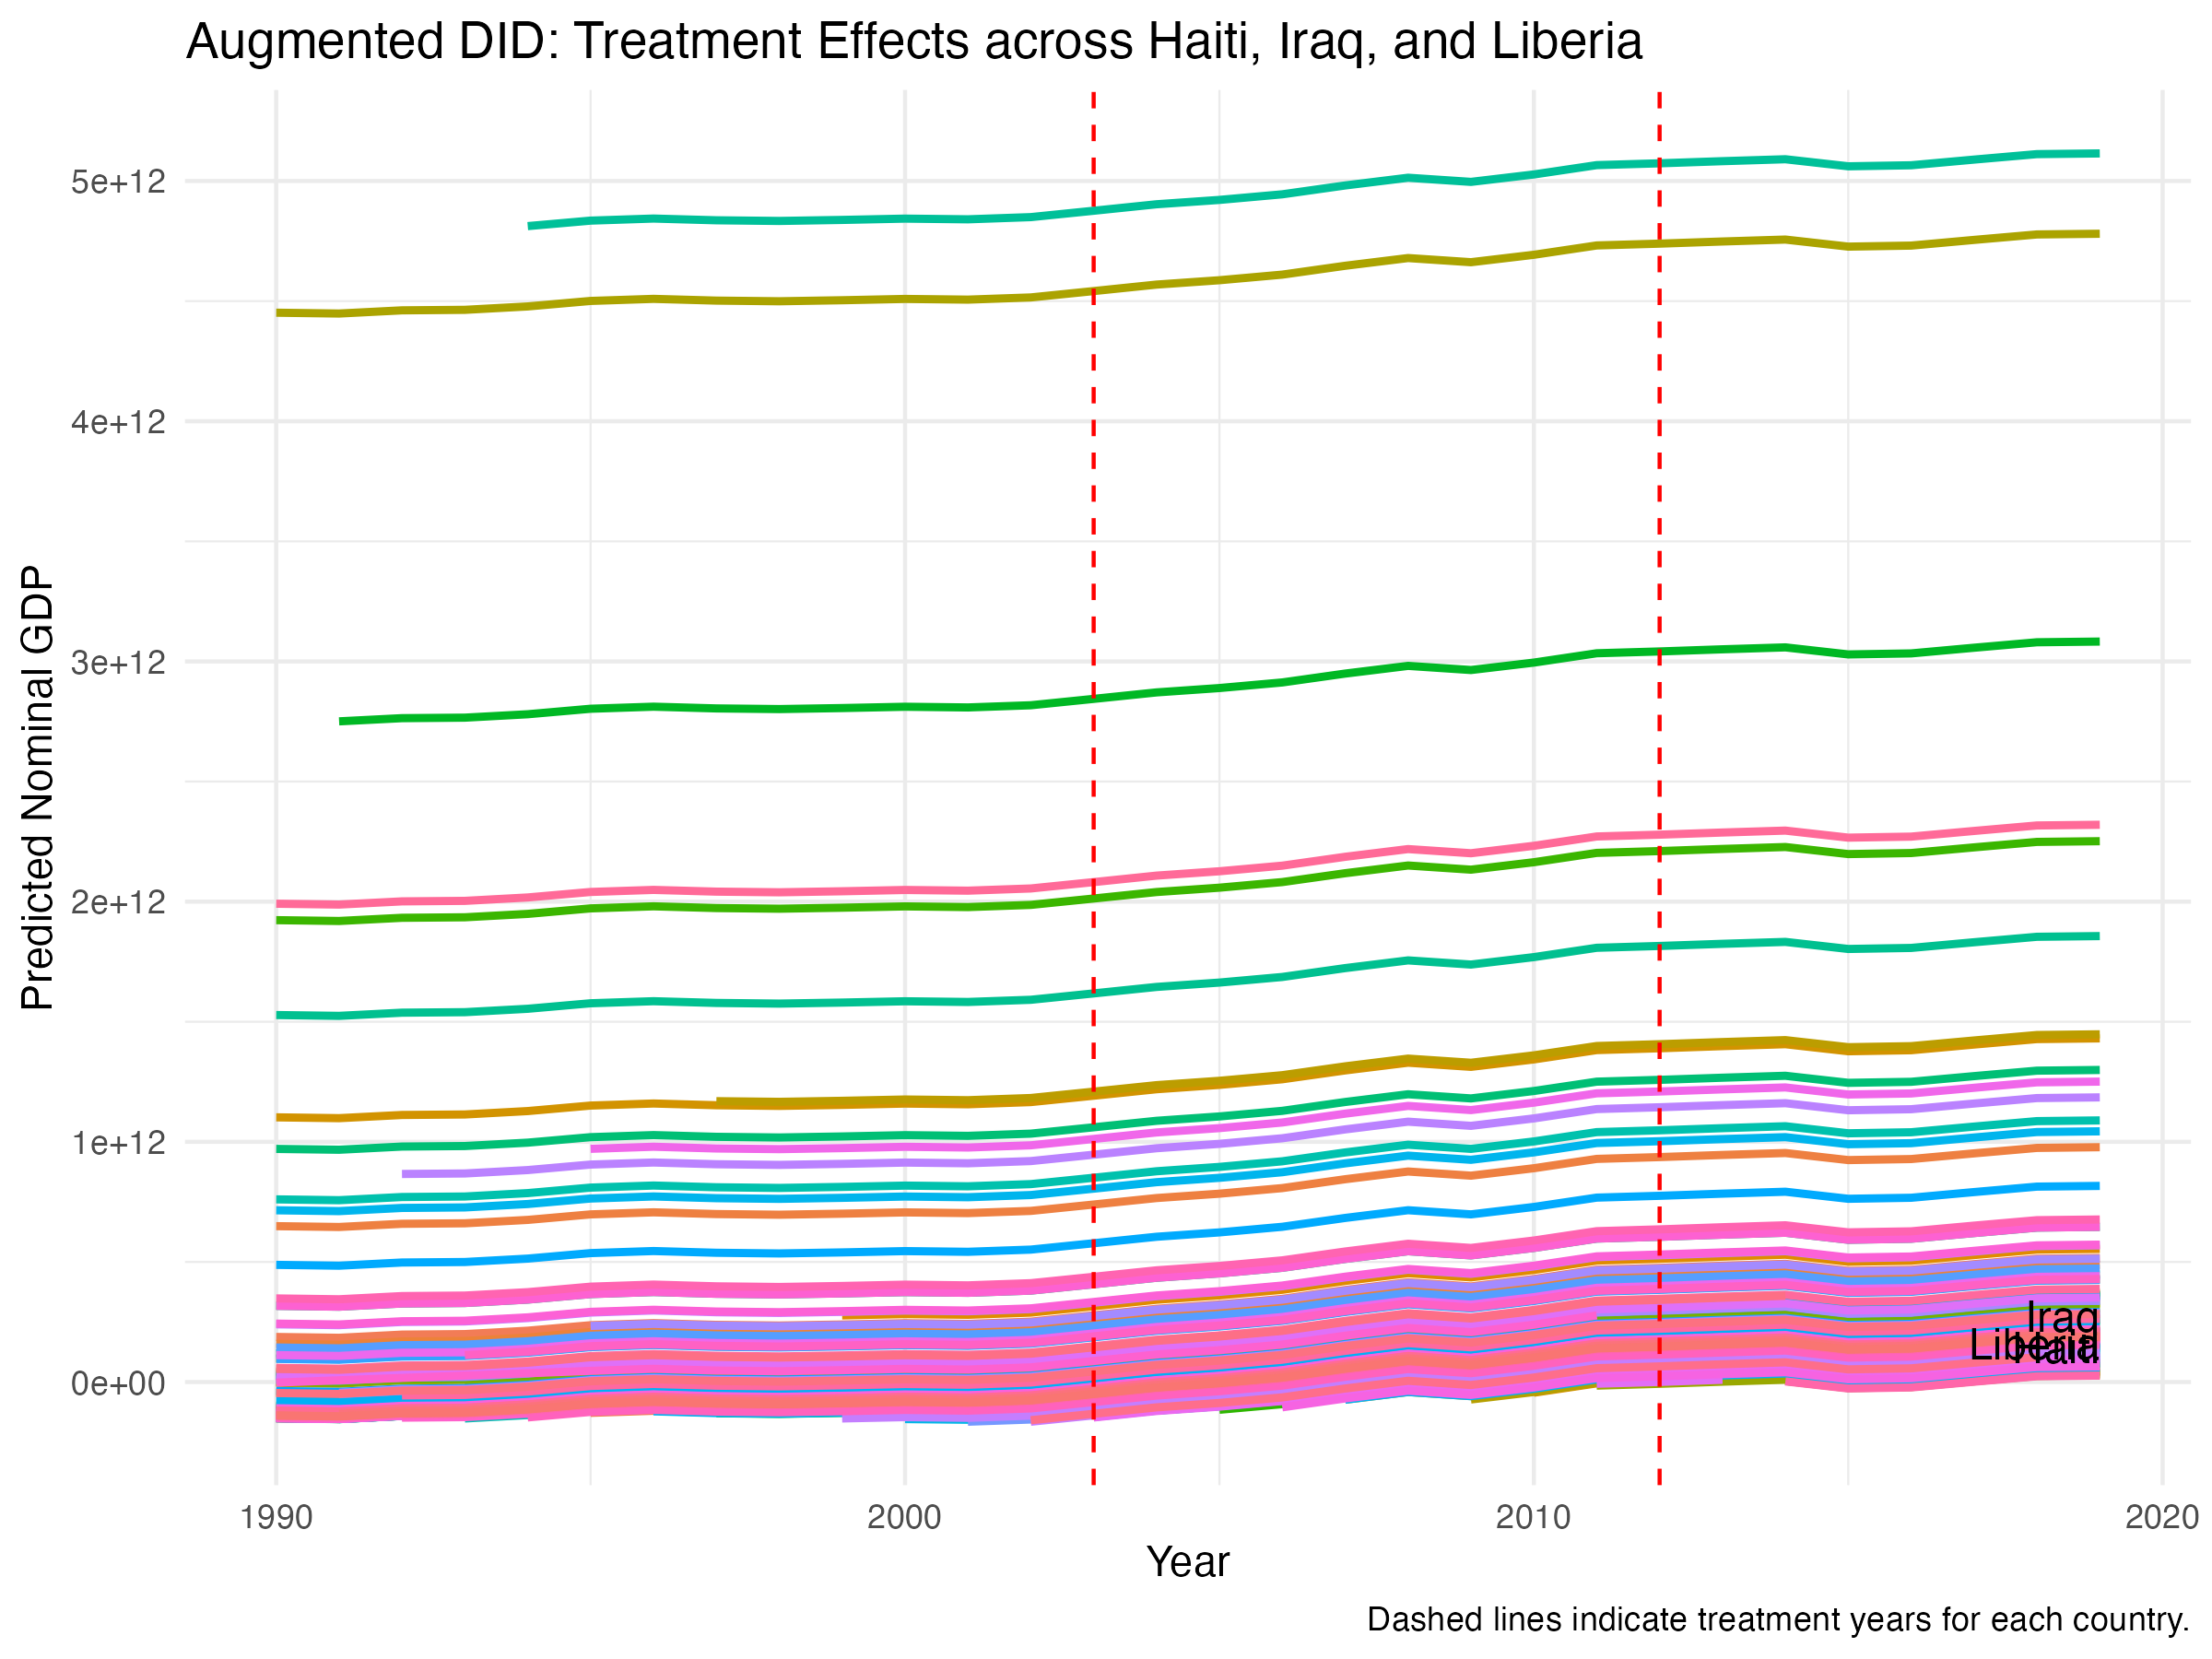 Augmented DID: Treatment Effects across Haiti, Iraq, and Liberia
Predicted Nominal GDP
5e+12
4e+12
3e+12
2e+12
1e+12
0e+00
Iraq
Liberia
Haiti
1990
2000
2010
2020
Year
Dashed lines indicate treatment years for each country.